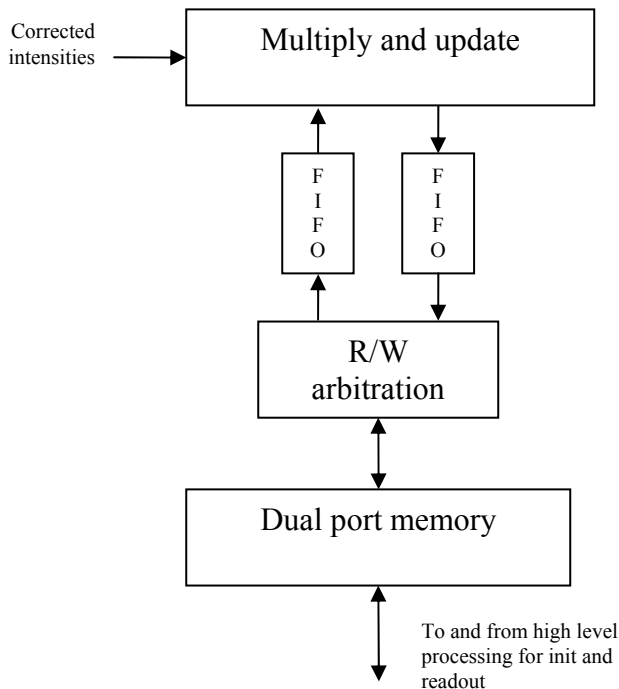 Corrected
intensities
Multiply and update
F
I
F
O
F
I
F
O
R/W
arbitration
Dual port memory
To and from high level
processing for init and
readout